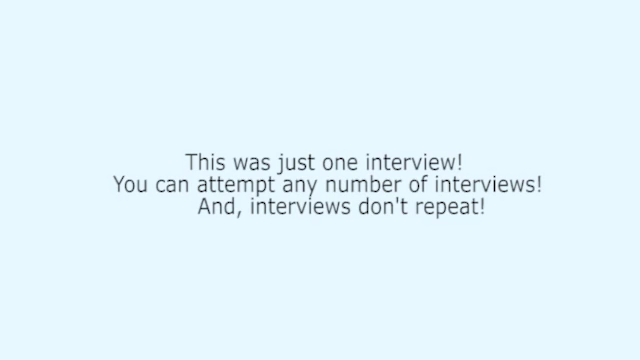 This was just one interview!
You can attempt any number of interviews!
And, interviews don't repeat!